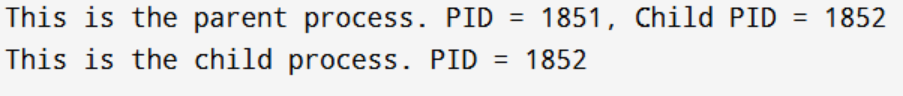 This is the parent process. PID = 1851, Child PID = 1852
This is the child process. PID = 1852